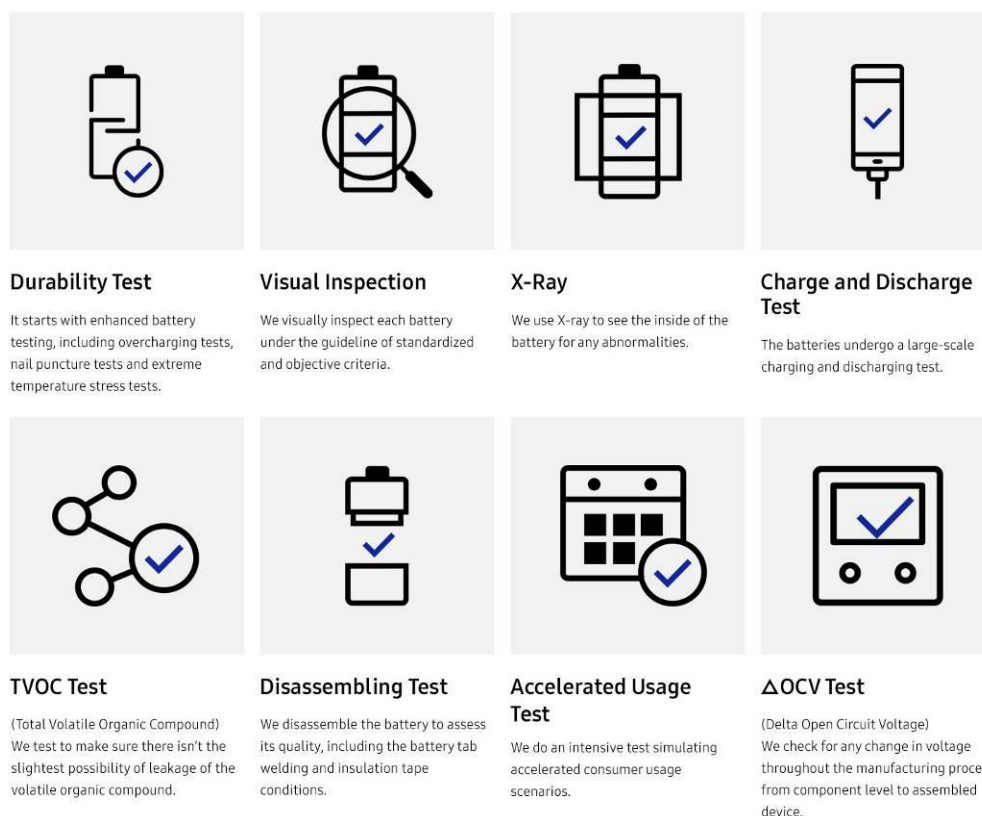 Durability Test
It starts with enhanced battery
testing, including overcharging tests,
nail puncture tests and extreme
temperature stress tests.
Visual Inspection
We visually inspect each battery
under the guideline of standardized
and objective criteria.
X-Ray
We use X-ray to see the inside of the
battery for any abnormalities.
Charge and Discharge
Test
The batteries undergo a large-scale
charging and discharging test.
TVOC Test
(Total Volatile Organic Compound)
We test to make sure there isn't the
slightest possibility of leakage of the
volatile organic compound.
Disassembling Test
We disassemble the battery to assess
its quality, including the battery tab
welding and insulation tape
conditions.
Accelerated Usage
Test
We do an intensive test simulating
accelerated consumer usage
scenarios.
△OCV Test
(Delta Open Circuit Voltage)
We check for any change in voltage
throughout the manufacturing proce
from component level to assembled
device.